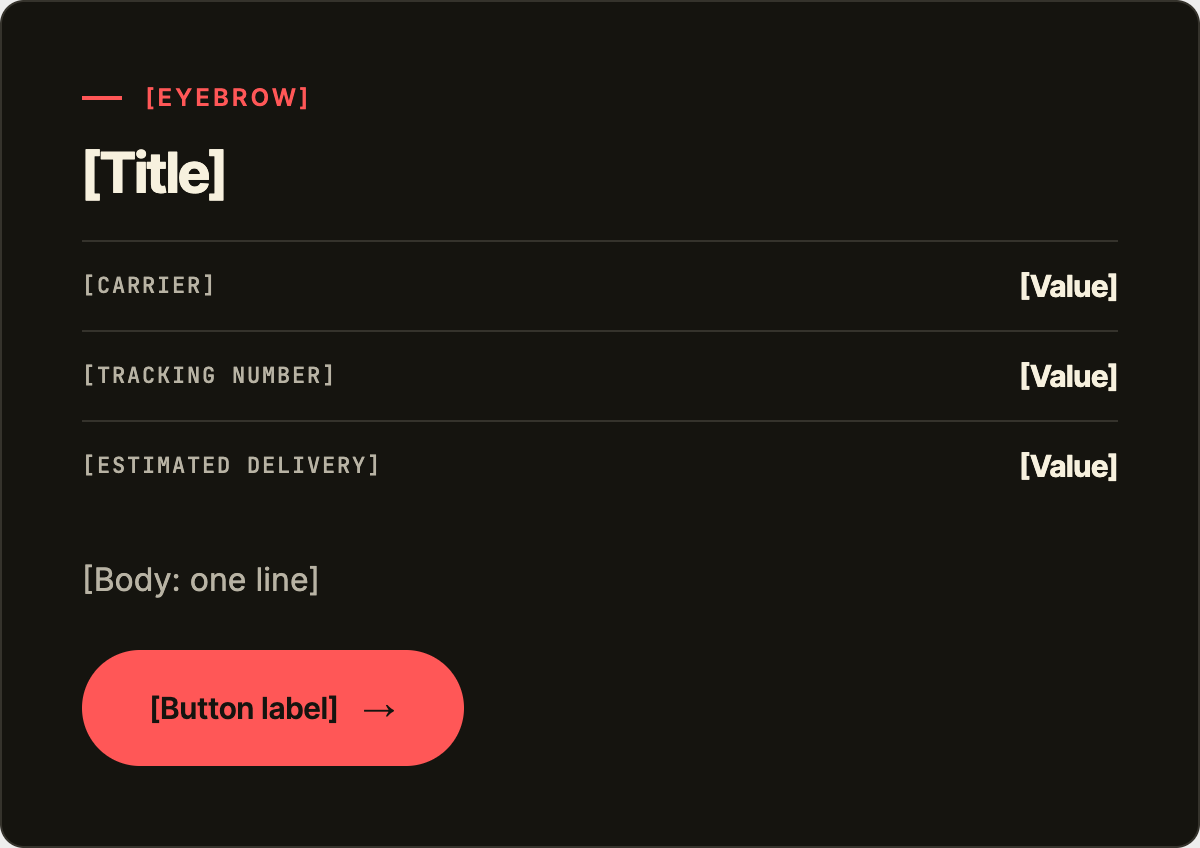 [EYEBROW]
[Title]
[CARRIER] [Value]
[TRACKING NUMBER] [Value]
[ESTIMATED DELIVERY] [Value]
[Body: one line]
[Button label] →